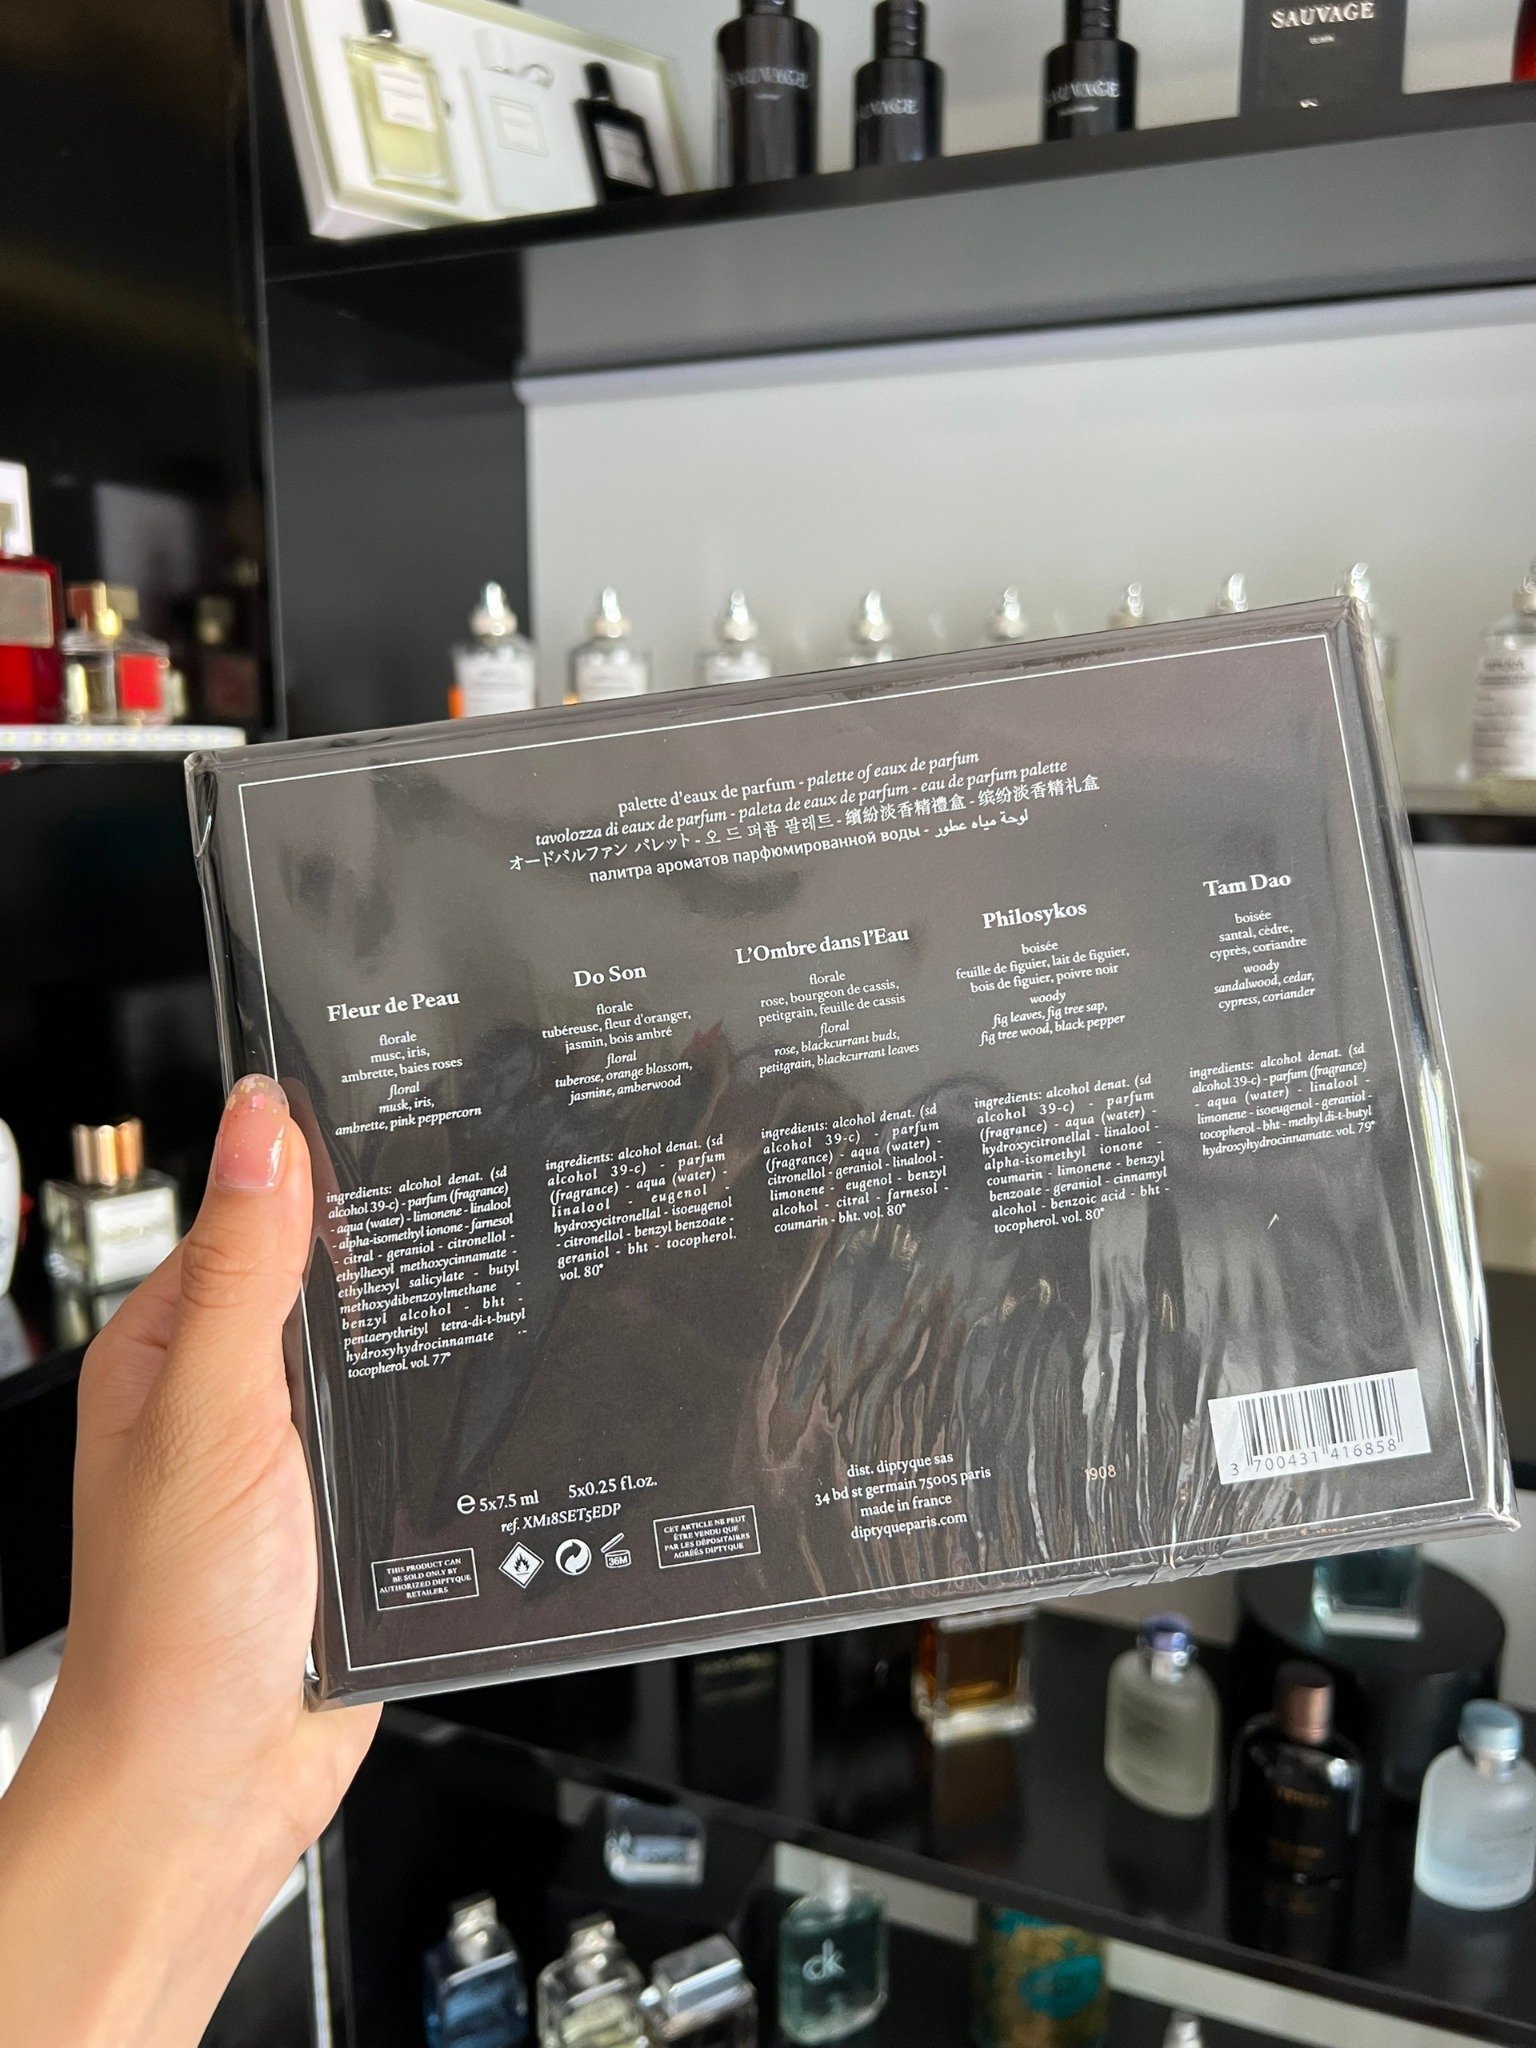 SAUVAGE
SAUVAGE
SAUVAGE
SAUVAGE
palette d'eaux de parfum - palette of eaux de parfum
tavolozza di eaux de parfum - paleta de eaux de parfum - eau de parfum palette
オードパルファン パレット - 오 드 퍼퓸 팔레트 - 繽紛淡香精禮盒 - 缤纷淡香精礼盒
палитра ароматов парфюмированной воды - لوحة مياه عطور
Fleur de Peau
florale
musc, iris,
ambrette, baies roses
floral
musk, iris,
ambrette, pink peppercorn
ingredients: alcohol denat. (sd
alcohol 39-c) - parfum (fragrance)
- aqua (water) - limonene - linalool
- alpha-isomethyl ionone - farnesol
- citral - geraniol - citronellol -
ethylhexyl methoxycinnamate -
ethylhexyl salicylate - butyl
methoxydibenzoylmethane -
benzyl alcohol - bht -
pentaerythrityl tetra-di-t-butyl
hydroxyhydrocinnamate -
tocopherol. vol. 77°
Do Son
florale
tubéreuse, fleur d'oranger,
jasmin, bois ambré
floral
tuberose, orange blossom,
jasmine, amberwood
ingredients: alcohol denat. (sd
alcohol 39-c) - parfum
(fragrance) - aqua (water) -
linalool - eugenol -
hydroxycitronellal - isoeugenol
- citronellol - benzyl benzoate -
geraniol - bht - tocopherol.
vol. 80°
L'Ombre dans l'Eau
florale
rose, bourgeon de cassis,
petitgrain, feuille de cassis
floral
rose, blackcurrant buds,
petitgrain, blackcurrant leaves
ingredients: alcohol denat. (sd
alcohol 39-c) - parfum
(fragrance) - aqua (water) -
citronellol - geraniol - linalool -
limonene - eugenol - benzyl
alcohol - citral - farnesol -
coumarin - bht. vol. 80°
Philosykos
boisée
feuille de figuier, lait de figuier,
bois de figuier, poivre noir
woody
fig leaves, fig tree sap,
fig tree wood, black pepper
ingredients: alcohol denat. (sd
alcohol 39-c) - parfum
(fragrance) - aqua (water) -
hydroxycitronellal - linalool -
alpha-isomethyl ionone -
coumarin - limonene - benzyl
benzoate - geraniol - cinnamyl
alcohol - benzoic acid - bht -
tocopherol. vol. 80°
Tam Dao
boisée
santal, cèdre,
cyprès, coriandre
woody
sandalwood, cedar,
cypress, coriander
ingredients: alcohol denat. (sd
alcohol 39-c) - parfum (fragrance)
- aqua (water) - linalool -
limonene - isoeugenol - geraniol -
tocopherol - bht - methyl di-t-butyl
hydroxyhydrocinnamate. vol. 79°
℮ 5x7.5 ml 5x0.25 fl.oz.
ref. XM18SET5EDP
THIS PRODUCT CAN
BE SOLD ONLY BY
AUTHORIZED DIPTYQUE
RETAILERS
36M
CET ARTICLE NE PEUT
ÊTRE VENDU QUE
PAR LES DÉPOSITAIRES
AGRÉÉS DIPTYQUE
dist. diptyque sas
34 bd st germain 75005 paris
made in france
diptyqueparis.com
1908
3 700431 416858
ck